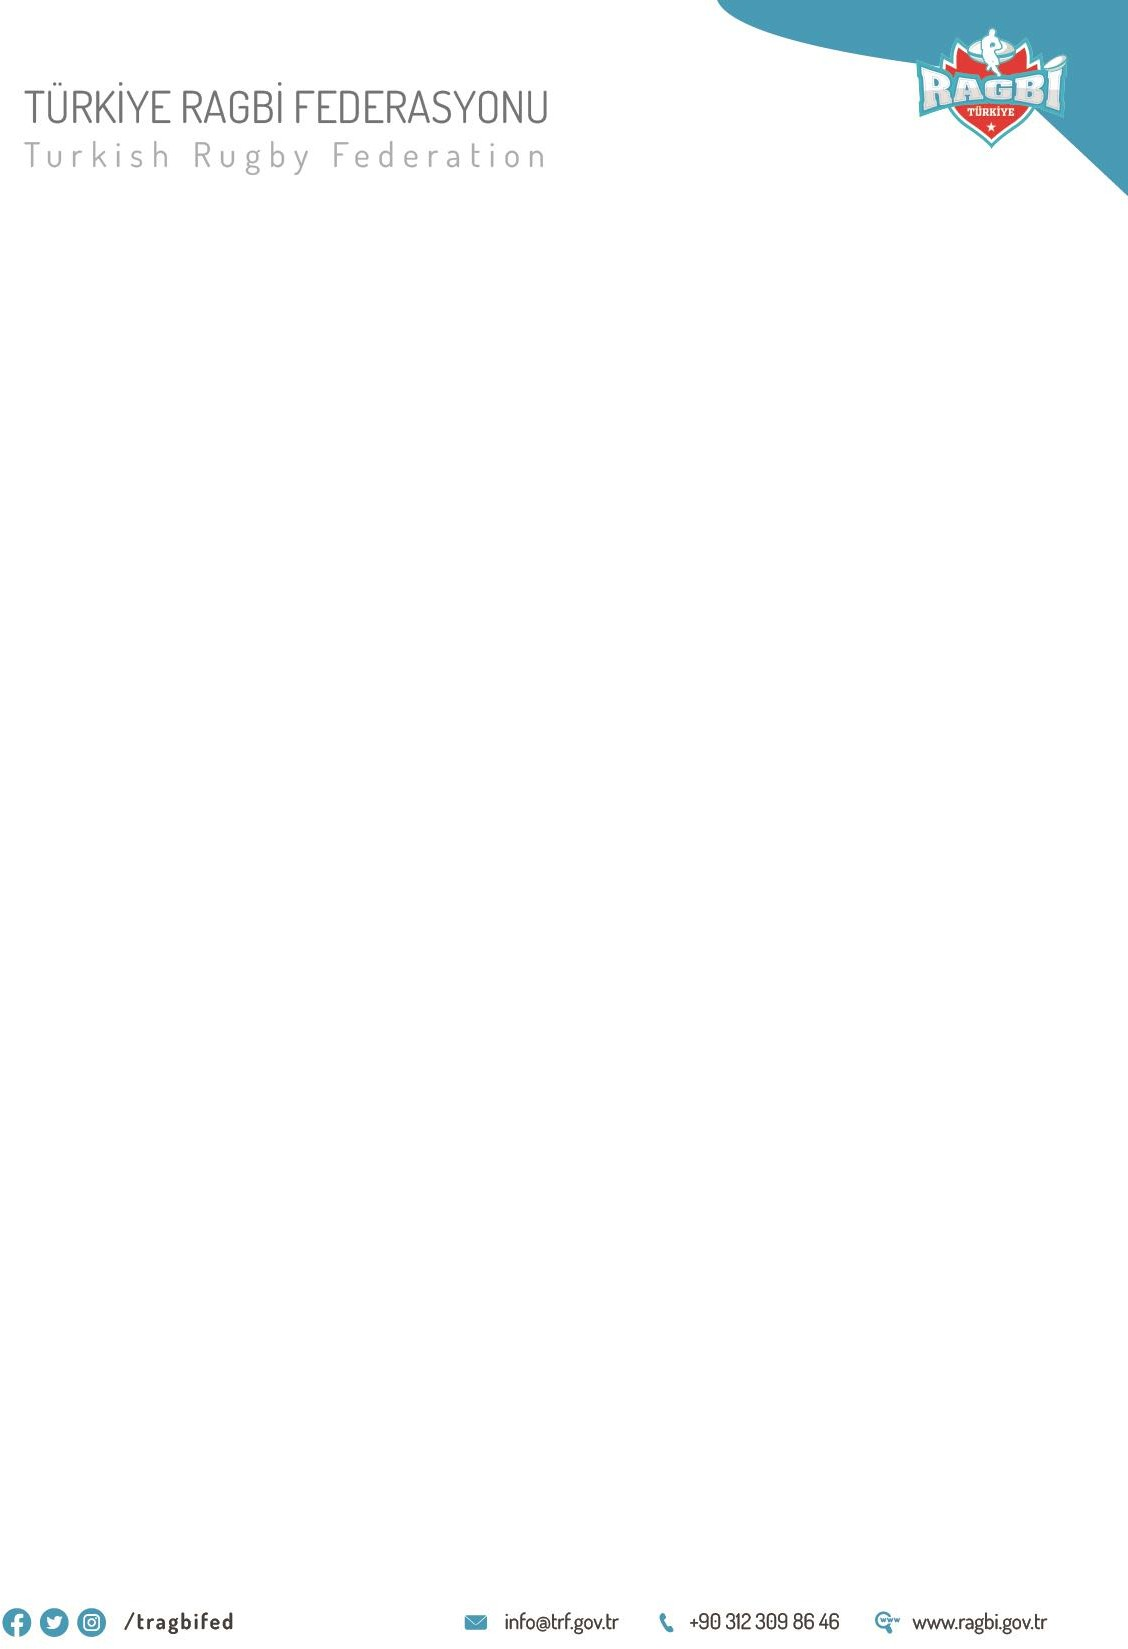 TÜRKİYE RAGBİ FEDERASYONU
Turkish Rugby Federation
RAGBİ
TÜRKİYE
/tragbifed
info@trf.gov.tr
+90 312 309 86 46
www
www.ragbi.gov.tr